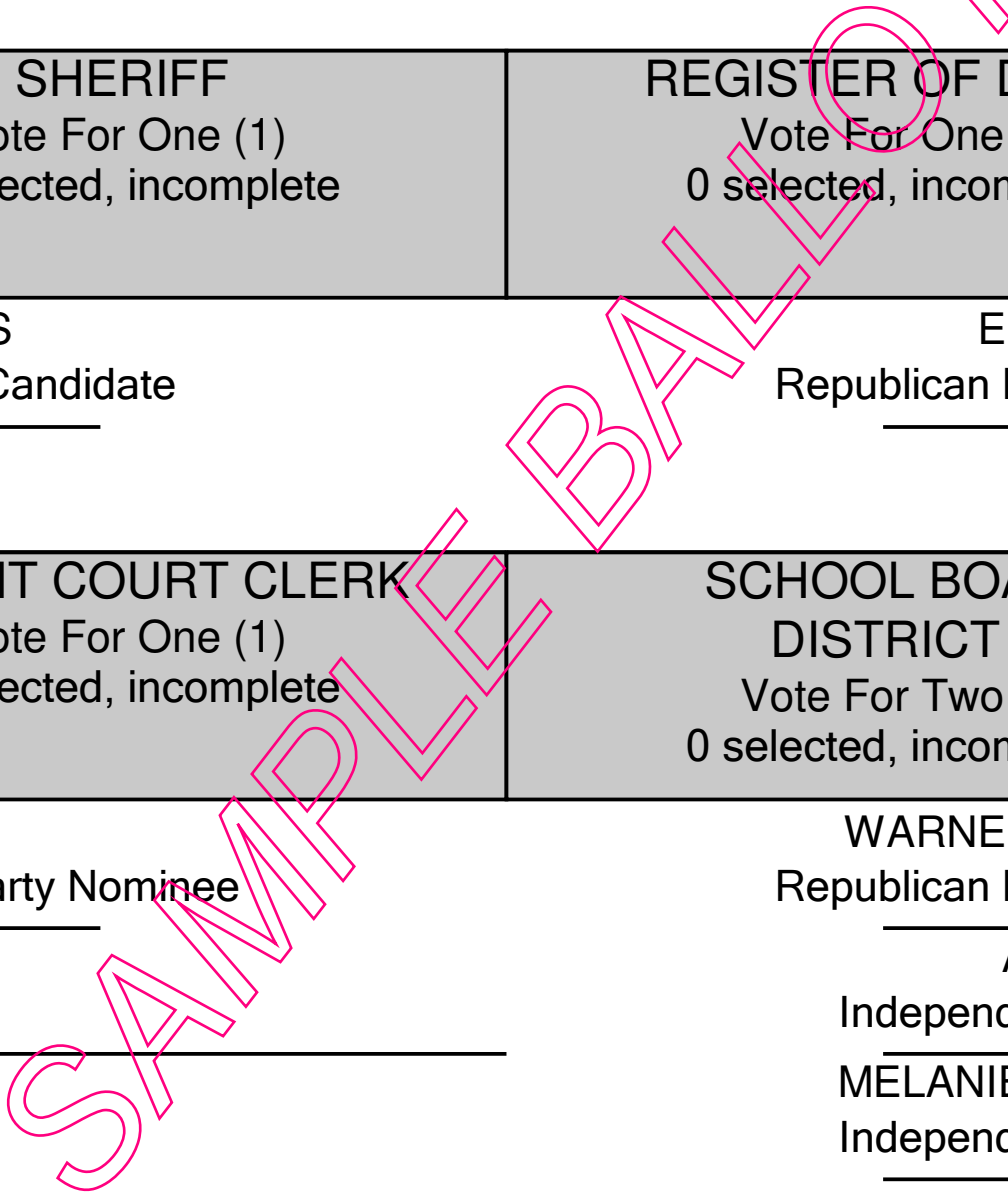 SHERIFF
ote For One (1)
ected, incomplete
S
Candidate
REGISTER OF D
Vote For One
0 selected, incom
E
Republican
IT COURT CLERK
ote For One (1)
ected, incomplete
arty Nominee
SCHOOL BOA
DISTRICT
Vote For Two
0 selected, incom
WARNE
Republican
A
Independ
MELANIE
Independ
SAMPLE BALLO